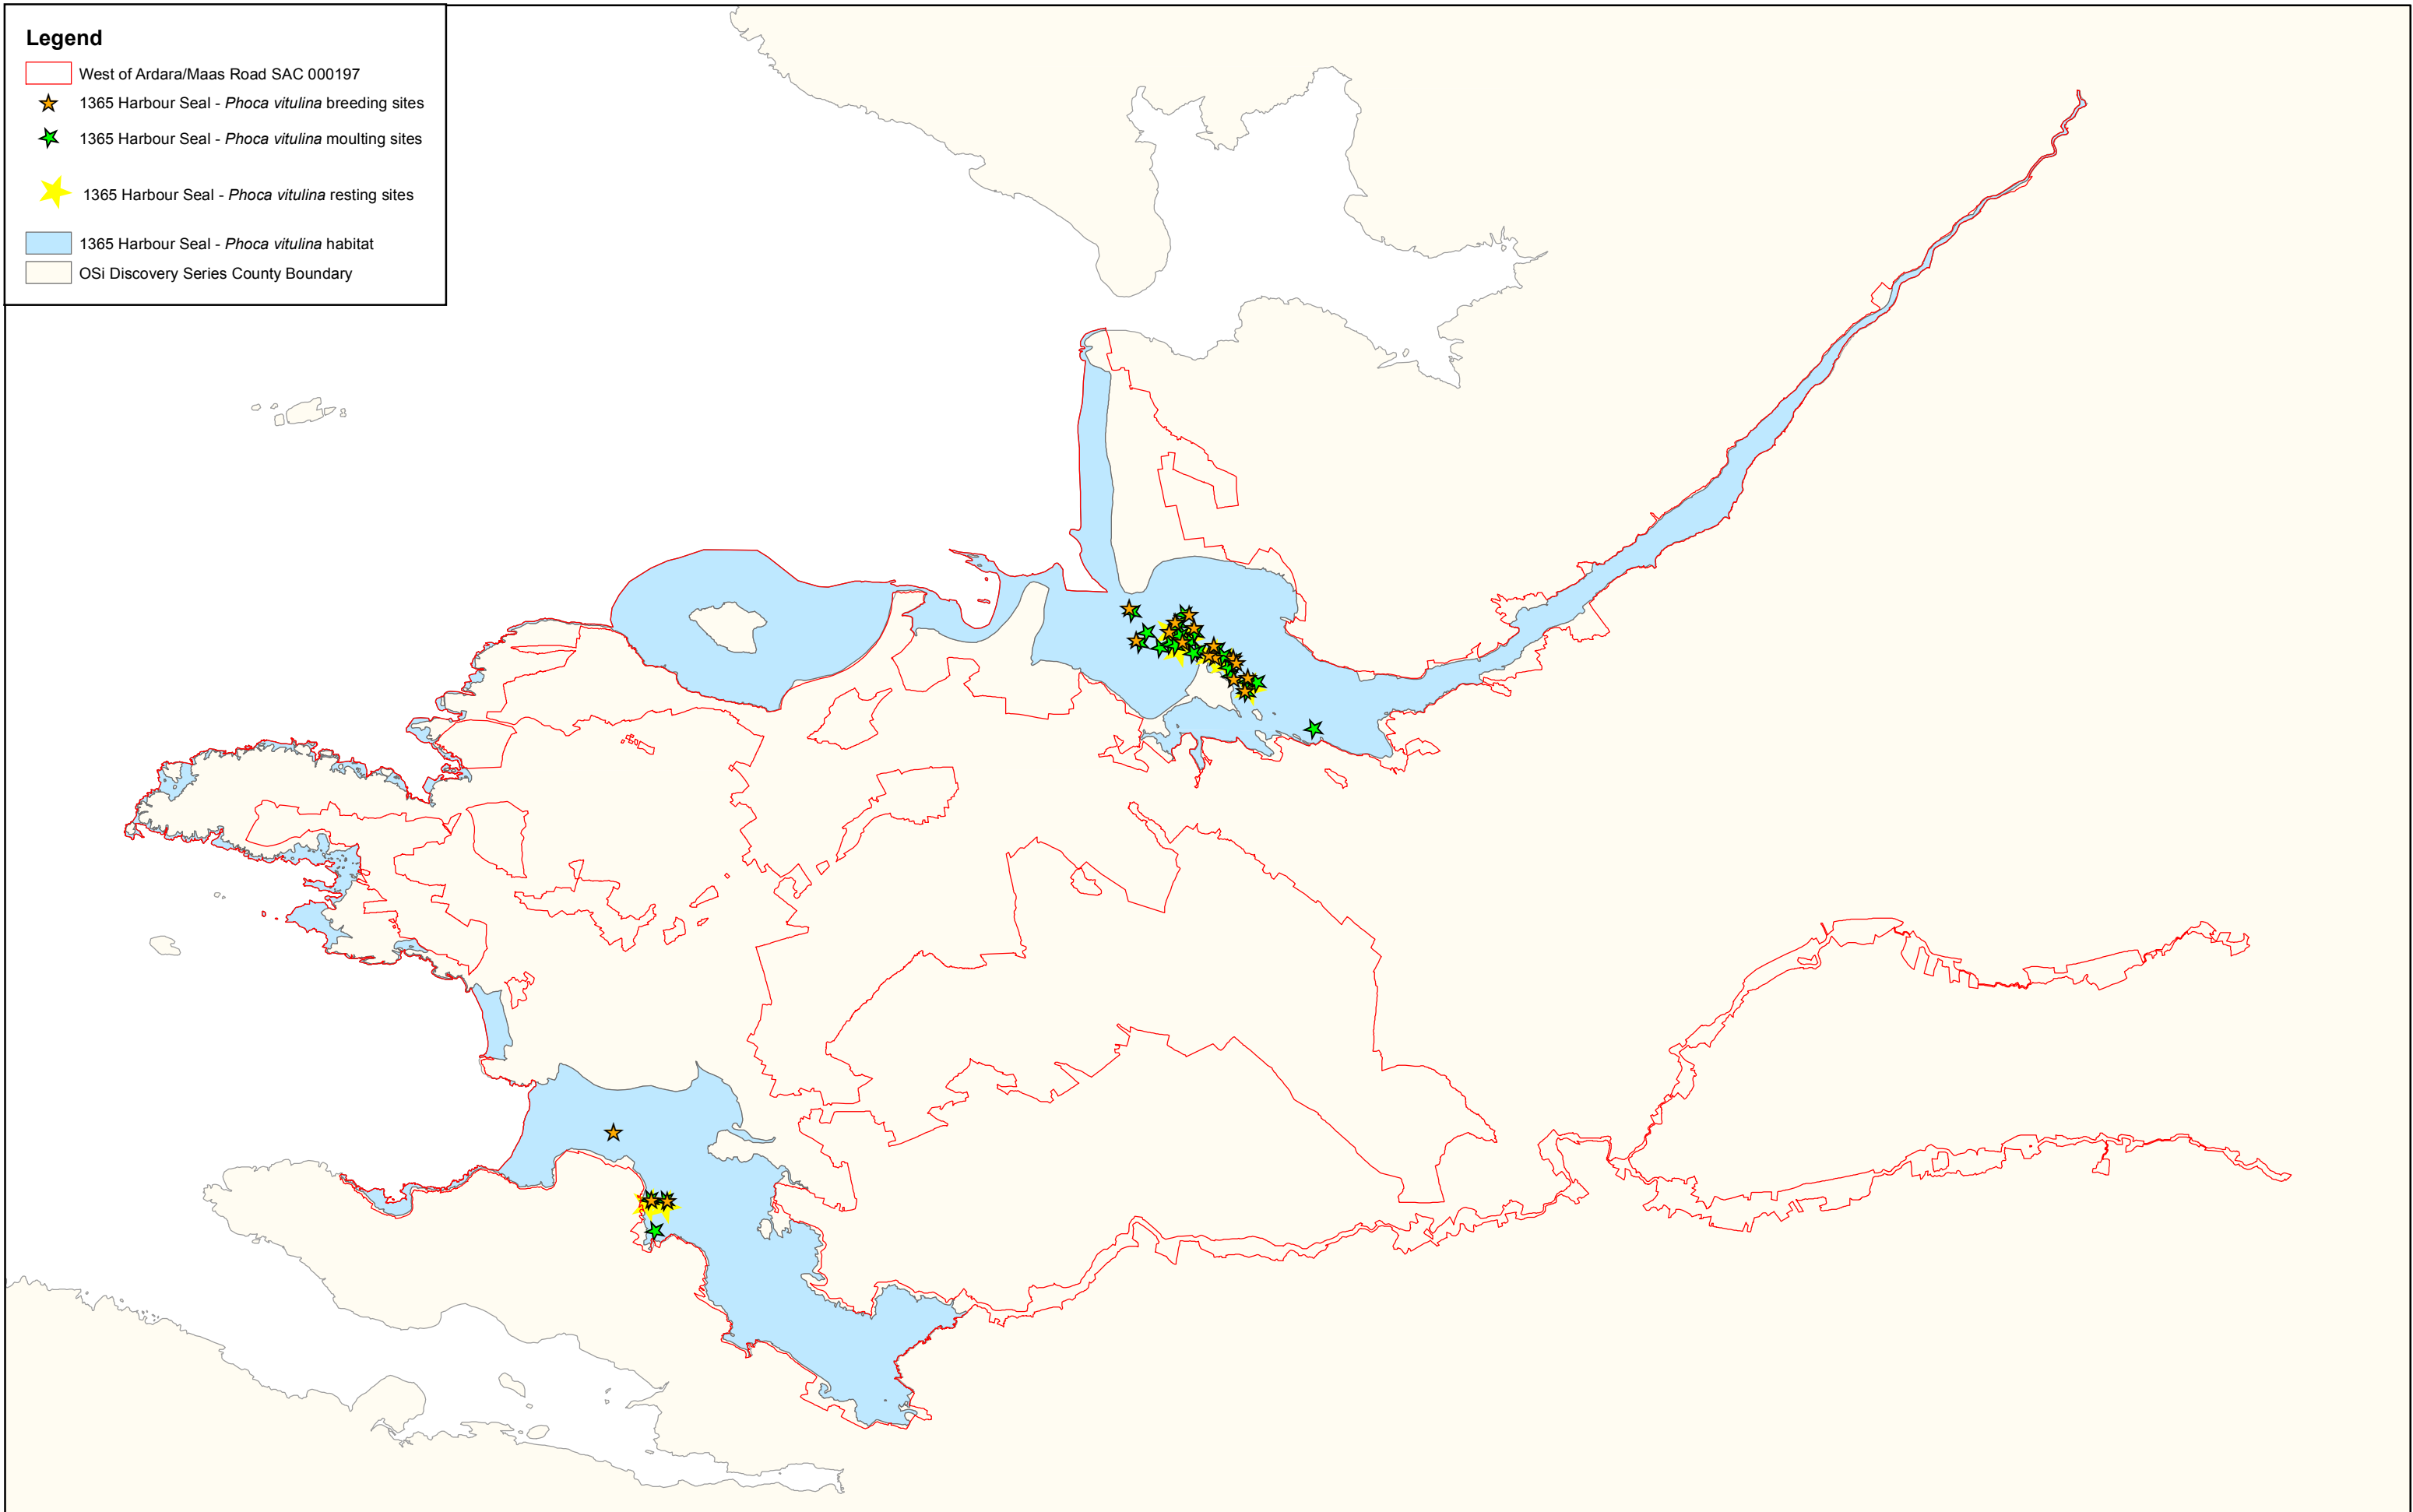 Legend
West of Ardara/Maas Road SAC 000197
1365 Harbour Seal - Phoca vitulina breeding sites
1365 Harbour Seal - Phoca vitulina moulting sites
1365 Harbour Seal - Phoca vitulina resting sites
1365 Harbour Seal - Phoca vitulina habitat
OSi Discovery Series County Boundary